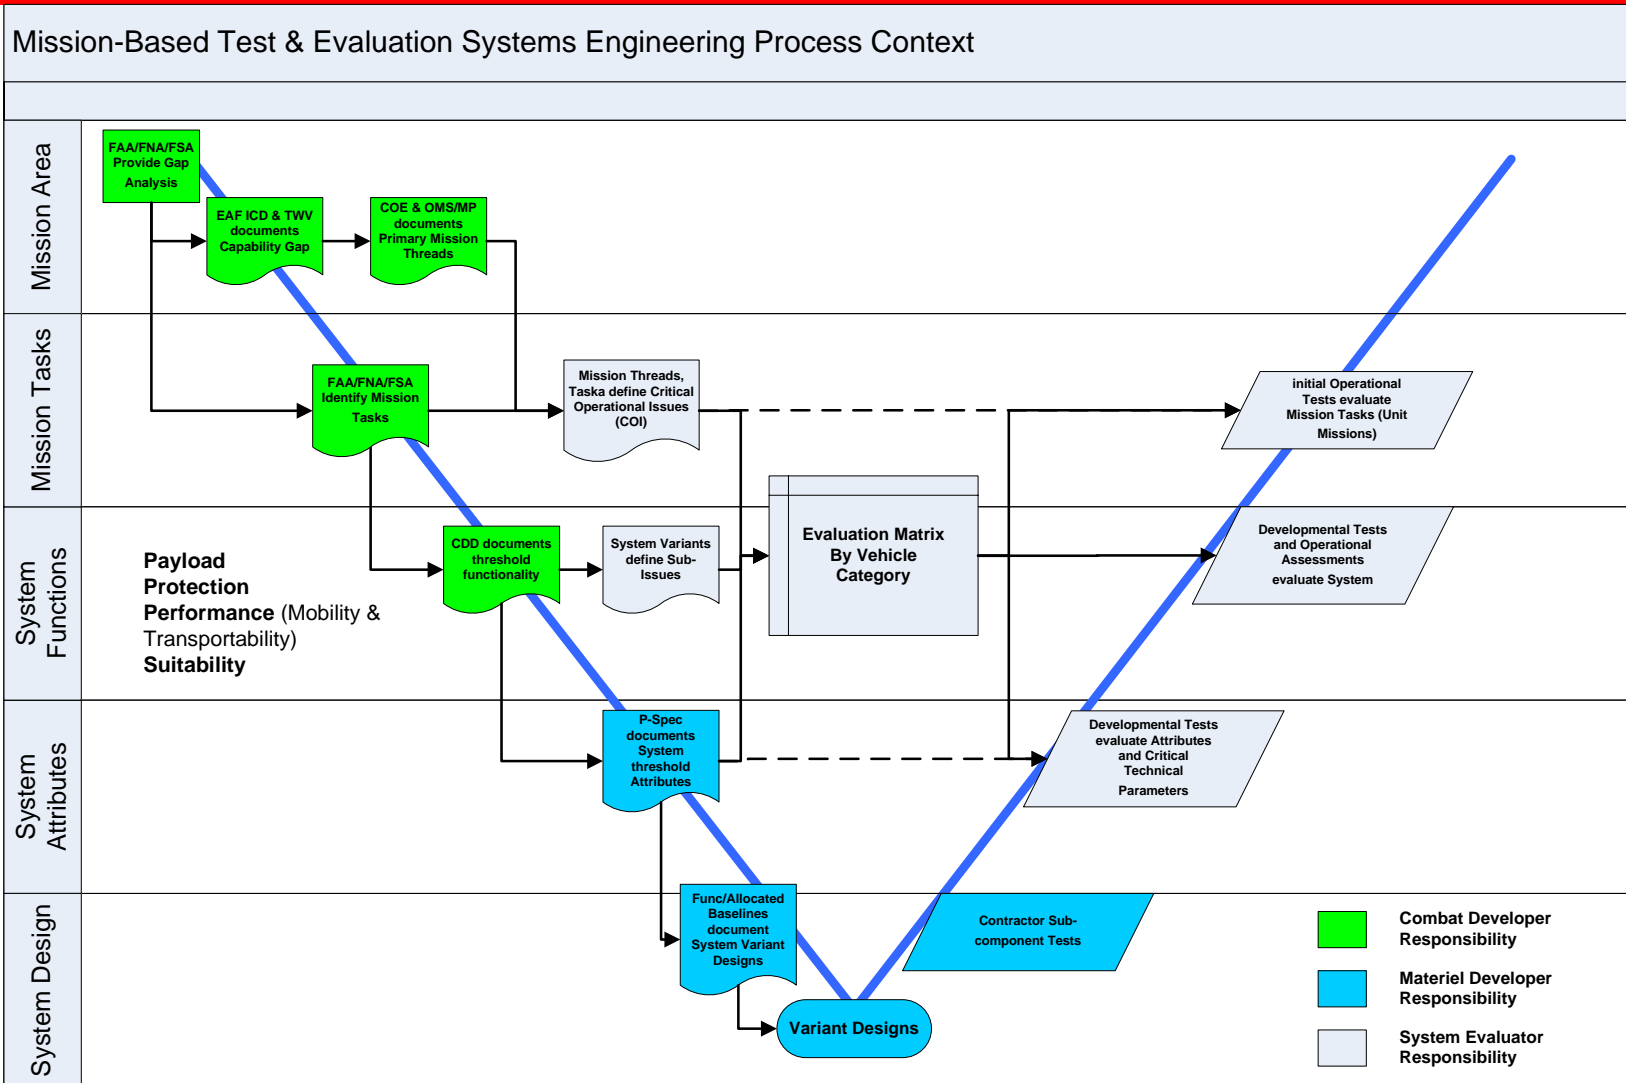 Mission-Based Test & Evaluation Systems Engineering Process Context
Mission Area
FAA/FNA/FSA
Provide Gap
Analysis
EAF ICD & TWV
documents
Capability Gap
COE & OMS/MP
documents
Primary Mission
Threads
Mission Tasks
FAA/FNA/FSA
Identify Mission
Tasks
Mission Threads,
Taska define Critical
Operational Issues
(COI)
initial Operational
Tests evaluate
Mission Tasks (Unit
Missions)
System
Functions
Payload
Protection
Performance (Mobility &
Transportability)
Suitability
CDD documents
threshold
functionality
System Variants
define Sub-
Issues
Evaluation Matrix
By Vehicle
Category
Developmental Tests
and Operational
Assessments
evaluate System
System
Attributes
P-Spec
documents
System
threshold
Attributes
Developmental Tests
evaluate Attributes
and Critical
Technical
Parameters
System Design
Func/Allocated
Baselines
document
System Variant
Designs
Variant Designs
Contractor Sub-
component Tests
Combat Developer
Responsibility
Materiel Developer
Responsibility
System Evaluator
Responsibility